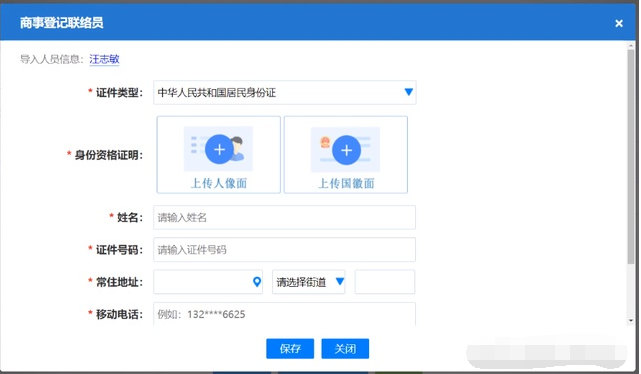 商事登记联络员 ×
导入人员信息：汪志敏
* 证件类型： 中华人民共和国居民身份证
* 身份资格证明： 上传人像面 上传国徽面
* 姓名： 请输入姓名
* 证件号码： 请输入证件号码
* 常住地址： 请选择街道
* 移动电话： 例如：132****6625
保存 关闭